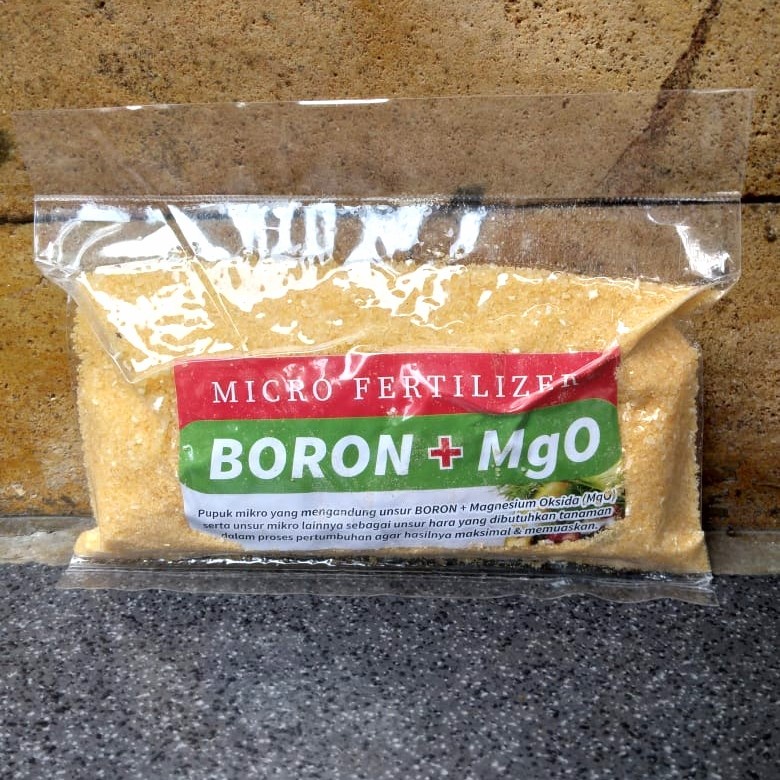 MICRO FERTILIZER
BORON + MgO
Pupuk mikro yang mengandung unsur BORON + Magnesium Oksida (MgO)
serta unsur mikro lainnya sebagai unsur hara yang dibutuhkan tanaman
dalam proses pertumbuhan agar hasilnya maksimal & memuaskan.